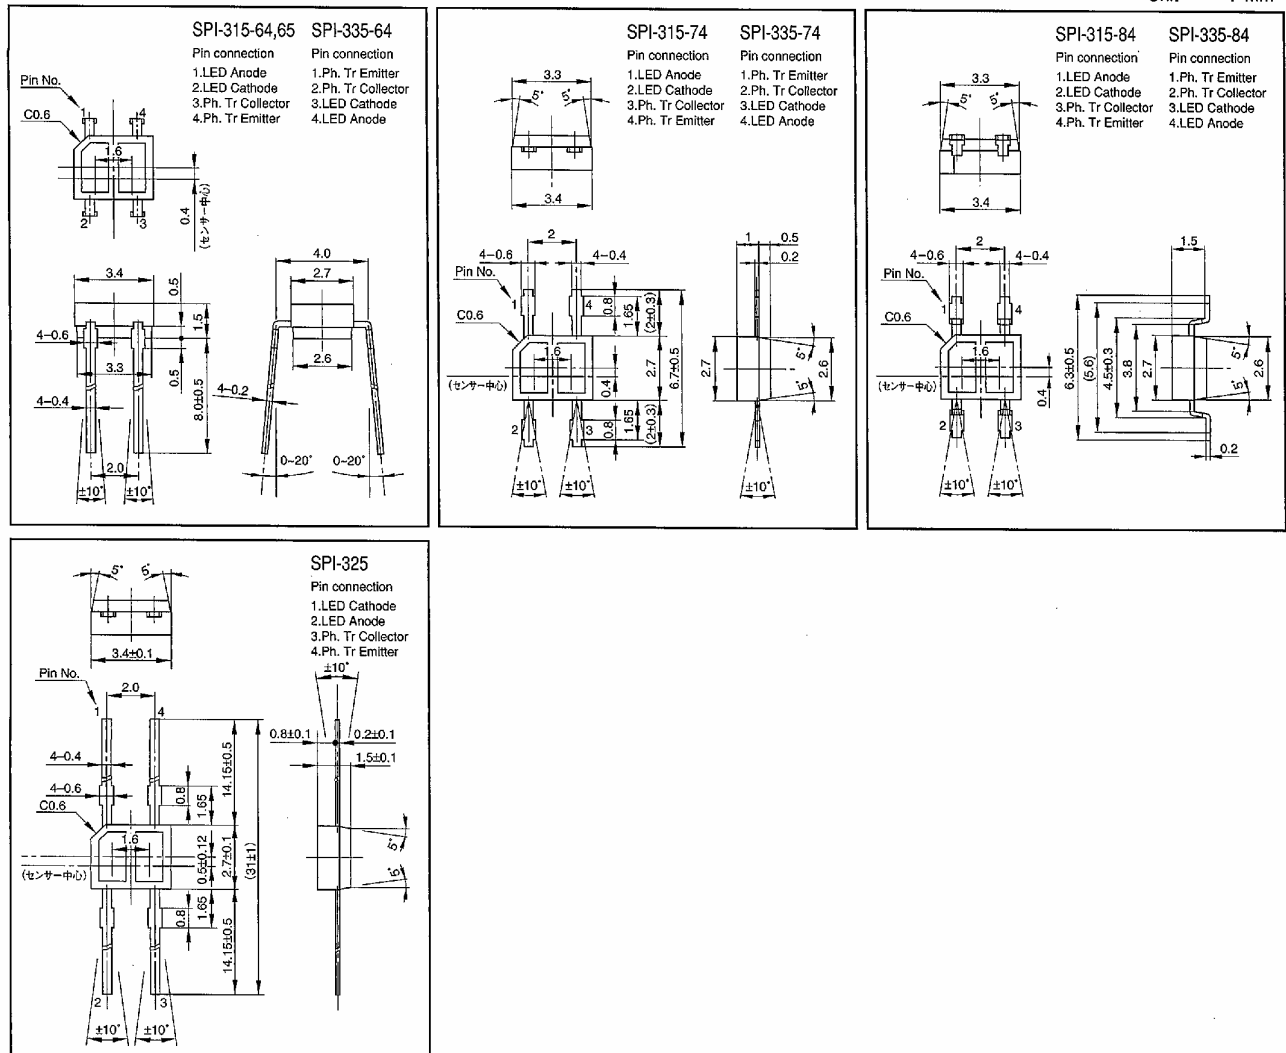 SPI-315-64,65 SPI-335-64
Pin connection Pin connection
1.LED Anode 1.Ph. Tr Emitter
2.LED Cathode 2.Ph. Tr Collector
3.Ph. Tr Collector 3.LED Cathode
4.Ph. Tr Emitter 4.LED Anode
Pin No.
C0.6
1 4
1.6
2 3
0.4
(センサー中心)
3.4
0.5
1.5
4–0.6
3.3
0.5
4–0.4
8.0±0.5
2.0
±10° ±10°
4.0
2.7
2.6
4–0.2
0~20° 0~20°
SPI-315-74 SPI-335-74
Pin connection Pin connection
1.LED Anode 1.Ph. Tr Emitter
2.LED Cathode 2.Ph. Tr Collector
3.Ph. Tr Collector 3.LED Cathode
4.Ph. Tr Emitter 4.LED Anode
3.3
5° 5°
3.4
2
4–0.6 4–0.4
Pin No.
1 4
C0.6
1.6
(センサー中心)
0.4
0.8
1.65
(2±0.3)
2.7
6.7±0.5
0.8
1.65
(2±0.3)
2 3
±10° ±10°
1 0.5
0.2
2.7
5°
5°
2.6
±10°
SPI-315-84 SPI-335-84
Pin connection Pin connection
1.LED Anode 1.Ph. Tr Emitter
2.LED Cathode 2.Ph. Tr Collector
3.Ph. Tr Collector 3.LED Cathode
4.Ph. Tr Emitter 4.LED Anode
3.3
5° 5°
3.4
2
4–0.6 4–0.4
Pin No.
1 4
C0.6
1.6
(センサー中心)
0.4
2 3
±10° ±10°
1.5
6.3±0.5
(5.6)
4.5±0.3
3.8
2.7
5°
5°
2.6
0.2
SPI-325
Pin connection
1.LED Cathode
2.LED Anode
3.Ph. Tr Collector
4.Ph. Tr Emitter
5° 5°
3.4±0.1
Pin No.
2.0
1 4
4–0.4
4–0.6
C0.6
1.6
(センサー中心)
0.8
1.65
14.15±0.5
0.5±0.12
2.7±0.1
(31±1)
0.8
1.65
14.15±0.5
2 3
±10° ±10°
±10°
0.8±0.1 0.2±0.1
1.5±0.1
5°
5°